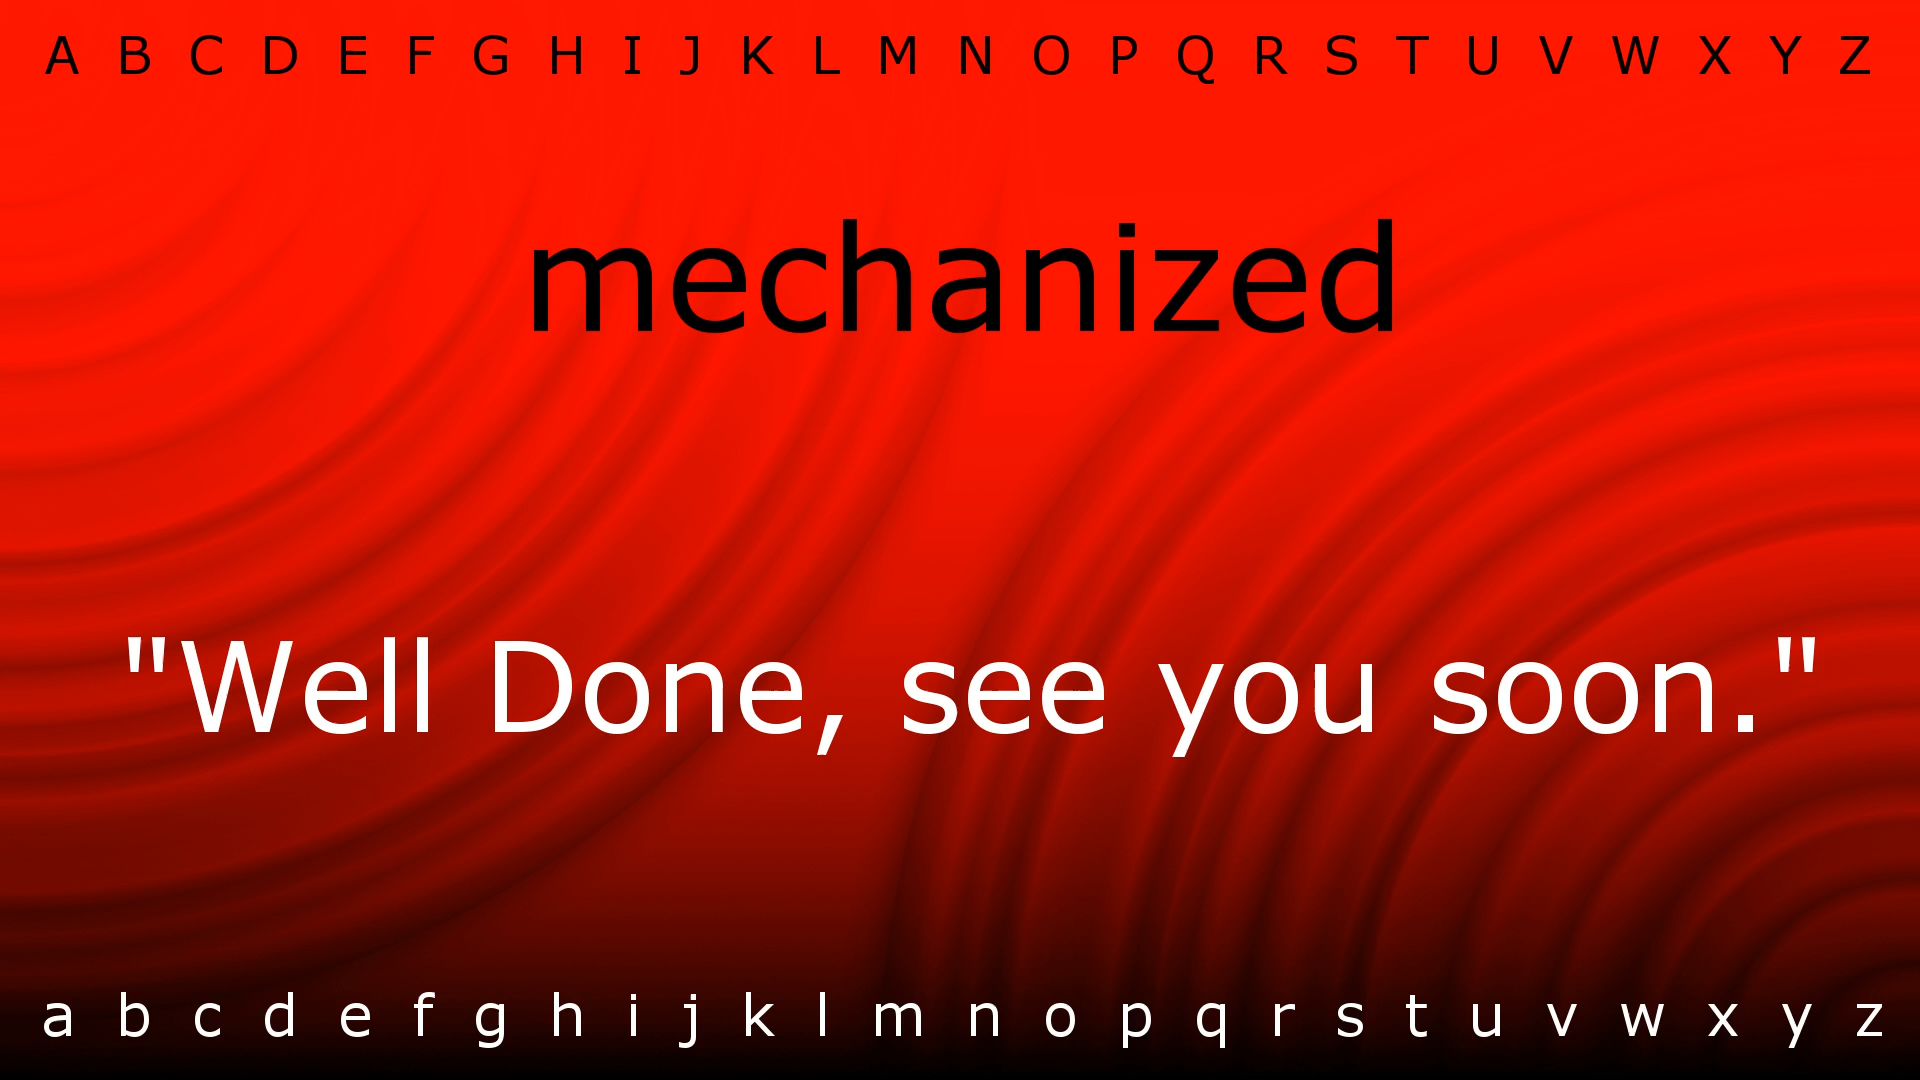 A B C D E F G H I J K L M N O P Q R S T U V W X Y Z
mechanized
"Well Done, see you soon."
a b c d e f g h i j k l m n o p q r s t u v w x y z